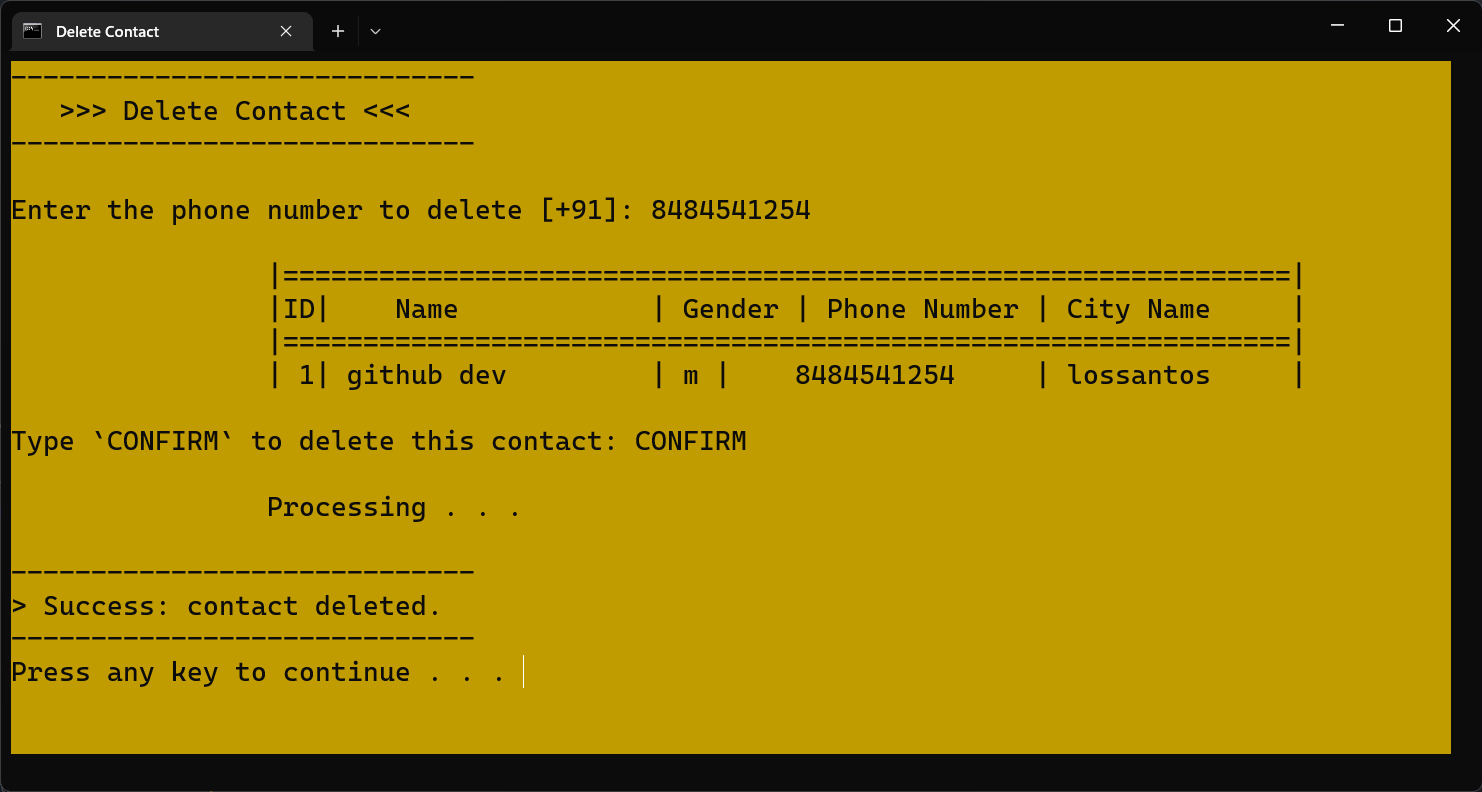 Delete Contact
-----------------------------
   >>> Delete Contact <<<
-----------------------------
Enter the phone number to delete [+91]: 8484541254
                |===============================================================|
                |ID|    Name            | Gender | Phone Number | City Name     |
                |===============================================================|
                | 1| github dev         | m |    8484541254     | lossantos     |
Type `CONFIRM` to delete this contact: CONFIRM
                Processing . . .
-----------------------------
> Success: contact deleted.
-----------------------------
Press any key to continue . . .